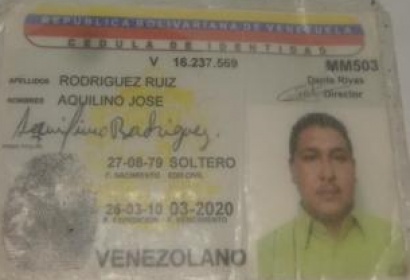 REPUBLICA BOLIVARIANA DE VENEZUELA
CEDULA DE IDENTIDAD
V 16.237.569 MM503
APELLIDOS RODRIGUEZ RUIZ Dante Rivas
NOMBRES AQUILINO JOSE Director
Aquilino Rodriguez
27-08-79 SOLTERO
F. NACIMIENTO EDO CIVIL
26-03-10 03-2020
F. EXPEDICION F. VENCIMIENTO
VENEZOLANO